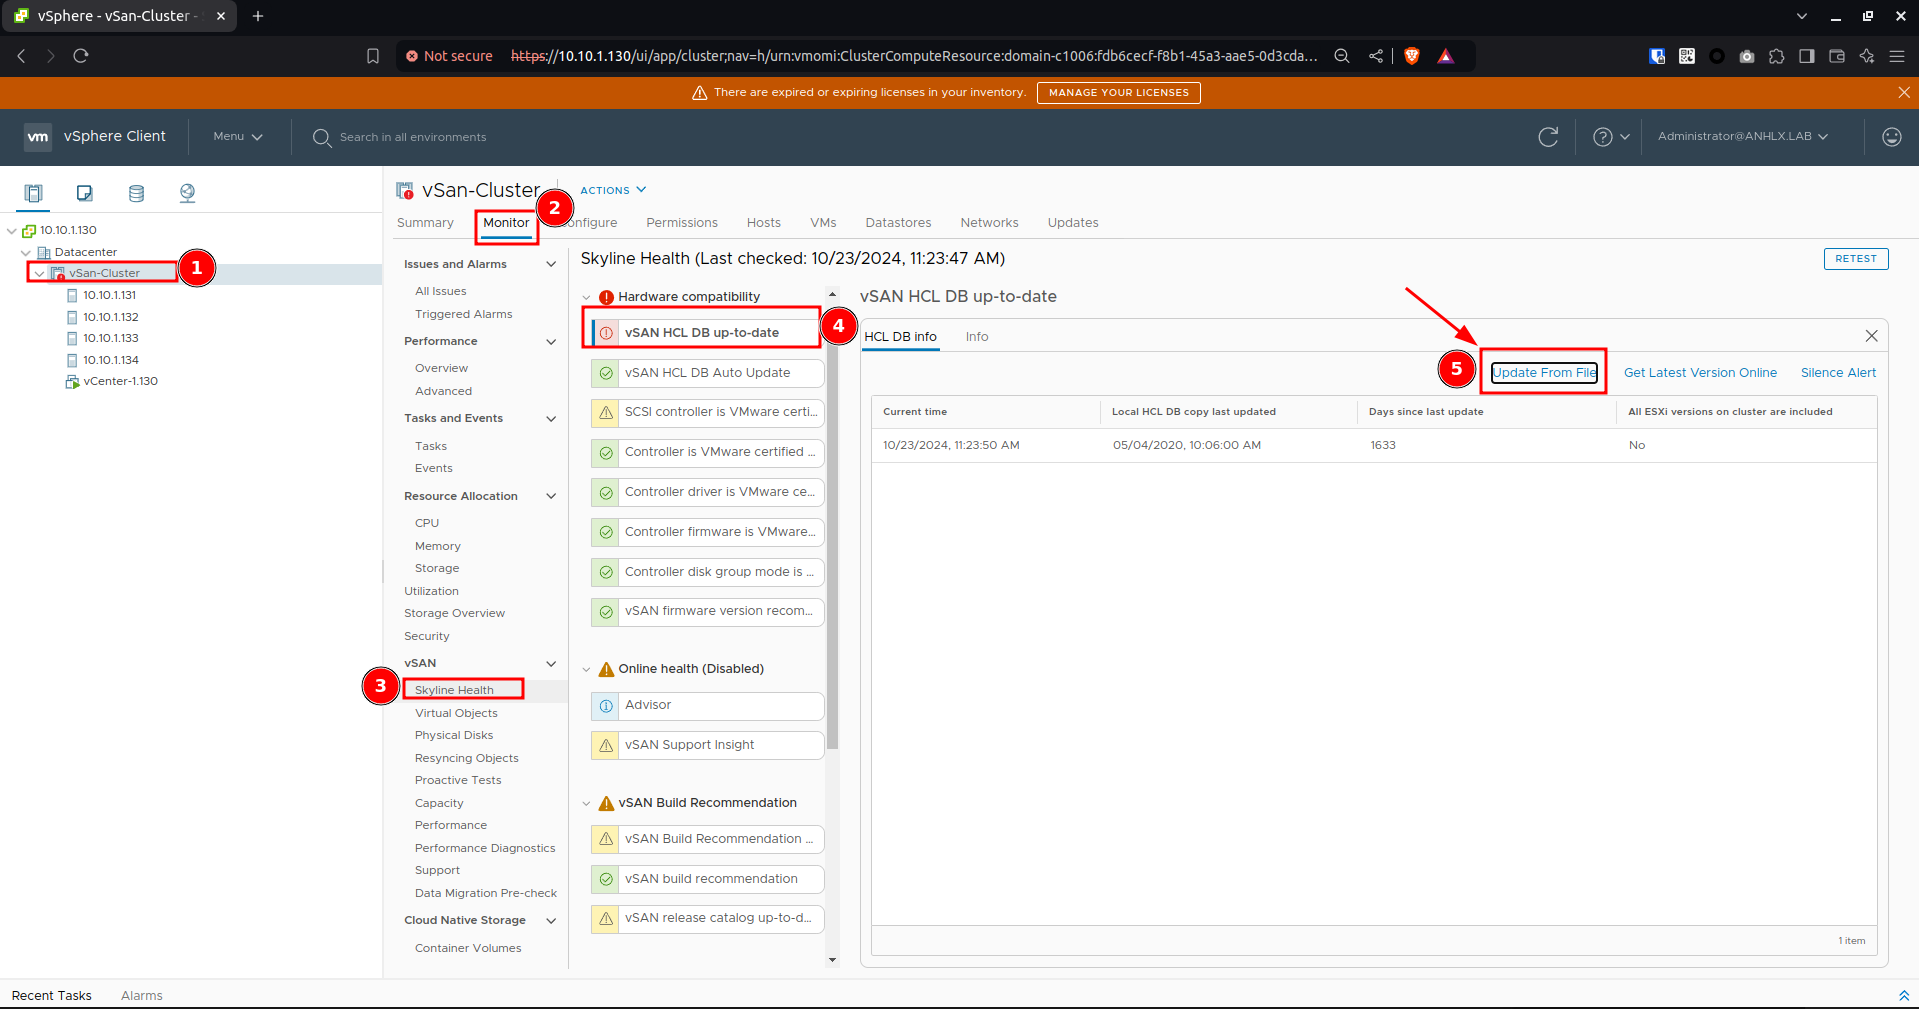 vSphere - vSan-Cluster - 
Not secure https://10.10.1.130/ui/app/cluster;nav=h/urn:vmomi:ClusterComputeResource:domain-c1006:fdb6cecf-f8b1-45a3-aae5-0d3cda...
There are expired or expiring licenses in your inventory. MANAGE YOUR LICENSES
vm vSphere Client Menu Search in all environments Administrator@ANHLX.LAB
10.10.1.130
Datacenter
vSan-Cluster 1
10.10.1.131
10.10.1.132
10.10.1.133
10.10.1.134
vCenter-1.130
vSan-Cluster ACTIONS
2
Summary Monitor onfigure Permissions Hosts VMs Datastores Networks Updates
Issues and Alarms
All Issues
Triggered Alarms
Performance
Overview
Advanced
Tasks and Events
Tasks
Events
Resource Allocation
CPU
Memory
Storage
Utilization
Storage Overview
Security
vSAN
3 Skyline Health
Virtual Objects
Physical Disks
Resyncing Objects
Proactive Tests
Capacity
Performance
Performance Diagnostics
Support
Data Migration Pre-check
Cloud Native Storage
Container Volumes
Skyline Health (Last checked: 10/23/2024, 11:23:47 AM) RETEST
Hardware compatibility
vSAN HCL DB up-to-date 4
vSAN HCL DB Auto Update
SCSI controller is VMware certi...
Controller is VMware certified ...
Controller driver is VMware ce...
Controller firmware is VMware...
Controller disk group mode is ...
vSAN firmware version recom...
Online health (Disabled)
Advisor
vSAN Support Insight
vSAN Build Recommendation
vSAN Build Recommendation ...
vSAN build recommendation
vSAN release catalog up-to-d...
vSAN HCL DB up-to-date
HCL DB info Info
5 Update From File Get Latest Version Online Silence Alert
Current time Local HCL DB copy last updated Days since last update All ESXi versions on cluster are included
10/23/2024, 11:23:50 AM 05/04/2020, 10:06:00 AM 1633 No
1 item
Recent Tasks Alarms